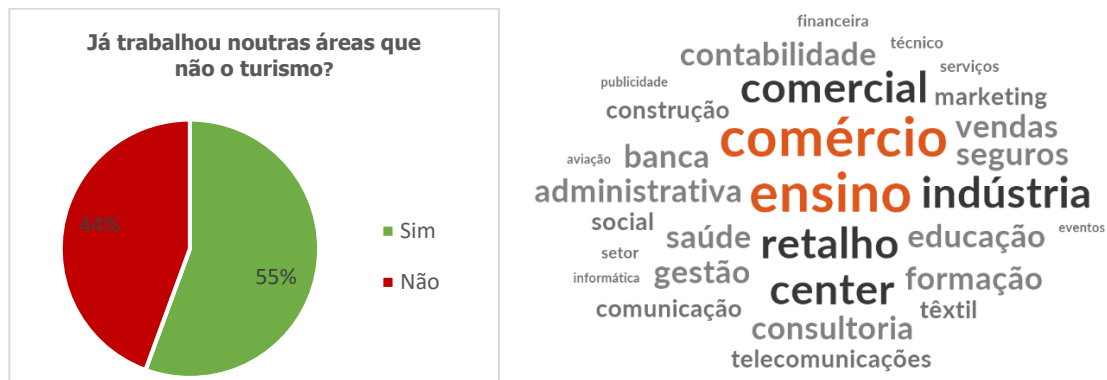 Já trabalhou noutras áreas que
não o turismo?
44%
55%
Sim
Não
financeira
contabilidade
técnico
serviços
publicidade
comercial
marketing
construção
comércio
vendas
aviação
banca
seguros
administrativa
ensino
indústria
social
saúde
retalho
educação
eventos
setor
informática
gestão
center
formação
comunicação
têxtil
consultoria
telecomunicações